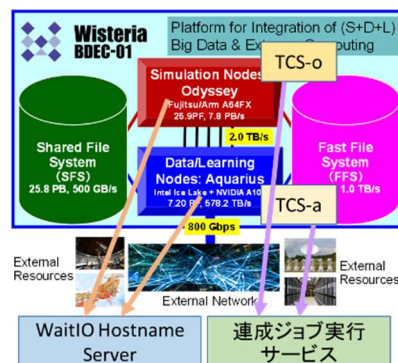 Wisteria
BDEC-01
Platform for Integration of (S+D+L)
Big Data & Computing
Simulation Nodes
Odyssey
Fujitsu/Arm A64FX
25.9PF, 7.8 PB/s
TCS-o
2.0 TB/s
Shared File
System
(SFS)
25.8 PB, 500 GB/s
Data/Learning
Nodes: Aquarius
Intel Ice Lake + NVIDIA A10
7.20 PF, 578.2 TB/s
Fast File
System
(FFS)
1.0 TB/s
TCS-a
800 Gbps
External
Resources
External Network
External
Resources
WaitIO Hostname
Server
連成ジョブ実行
サービス